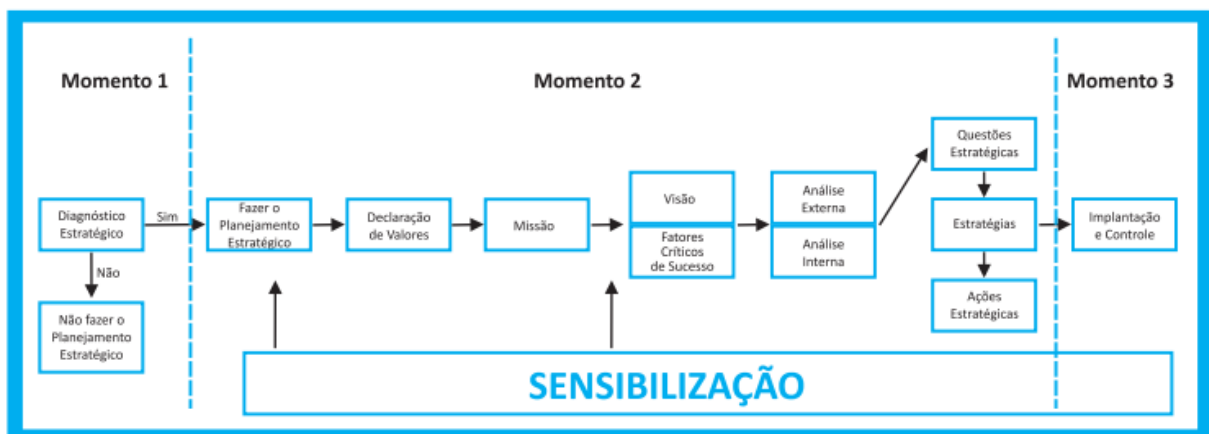 Momento 1
Momento 2
Momento 3
Diagnóstico
Estratégico
Sim
Não
Não fazer o
Planejamento
Estratégico
Fazer o
Planejamento
Estratégico
Declaração
de Valores
Missão
Visão
Fatores
Críticos
de Sucesso
Análise
Externa
Análise
Interna
Questões
Estratégicas
Estratégias
Ações
Estratégicas
Implantação
e Controle
SENSIBILIZAÇÃO